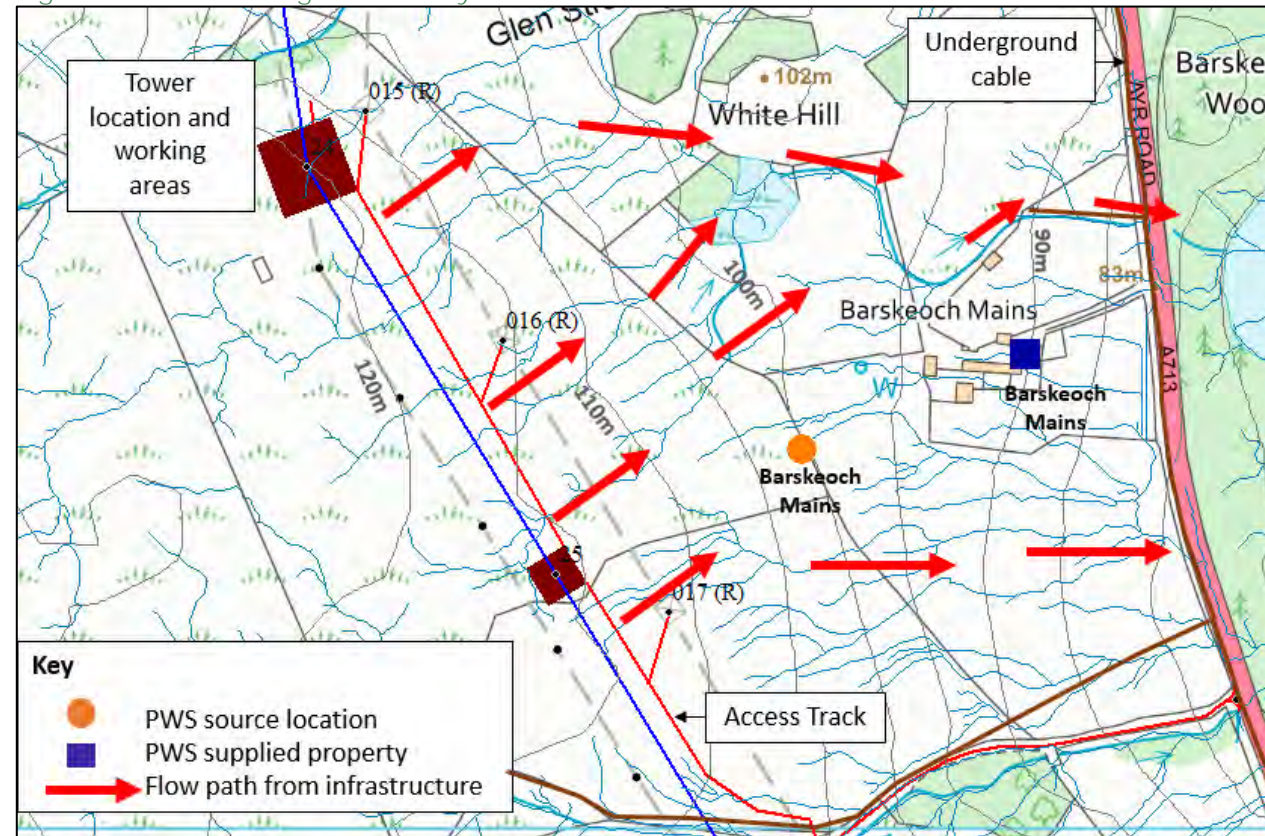 Glen
Underground
cable
Barske
Woo
Tower
location and
working
areas
015 (R)
24
102m
White Hill
AYR ROAD
90m
83m
100m
Barskeoch Mains
016 (R)
120m
110m
W
A713
Barskeoch
Mains
Barskeoch
Mains
25
017 (R)
Key
PWS source location
PWS supplied property
Flow path from infrastructure
Access Track